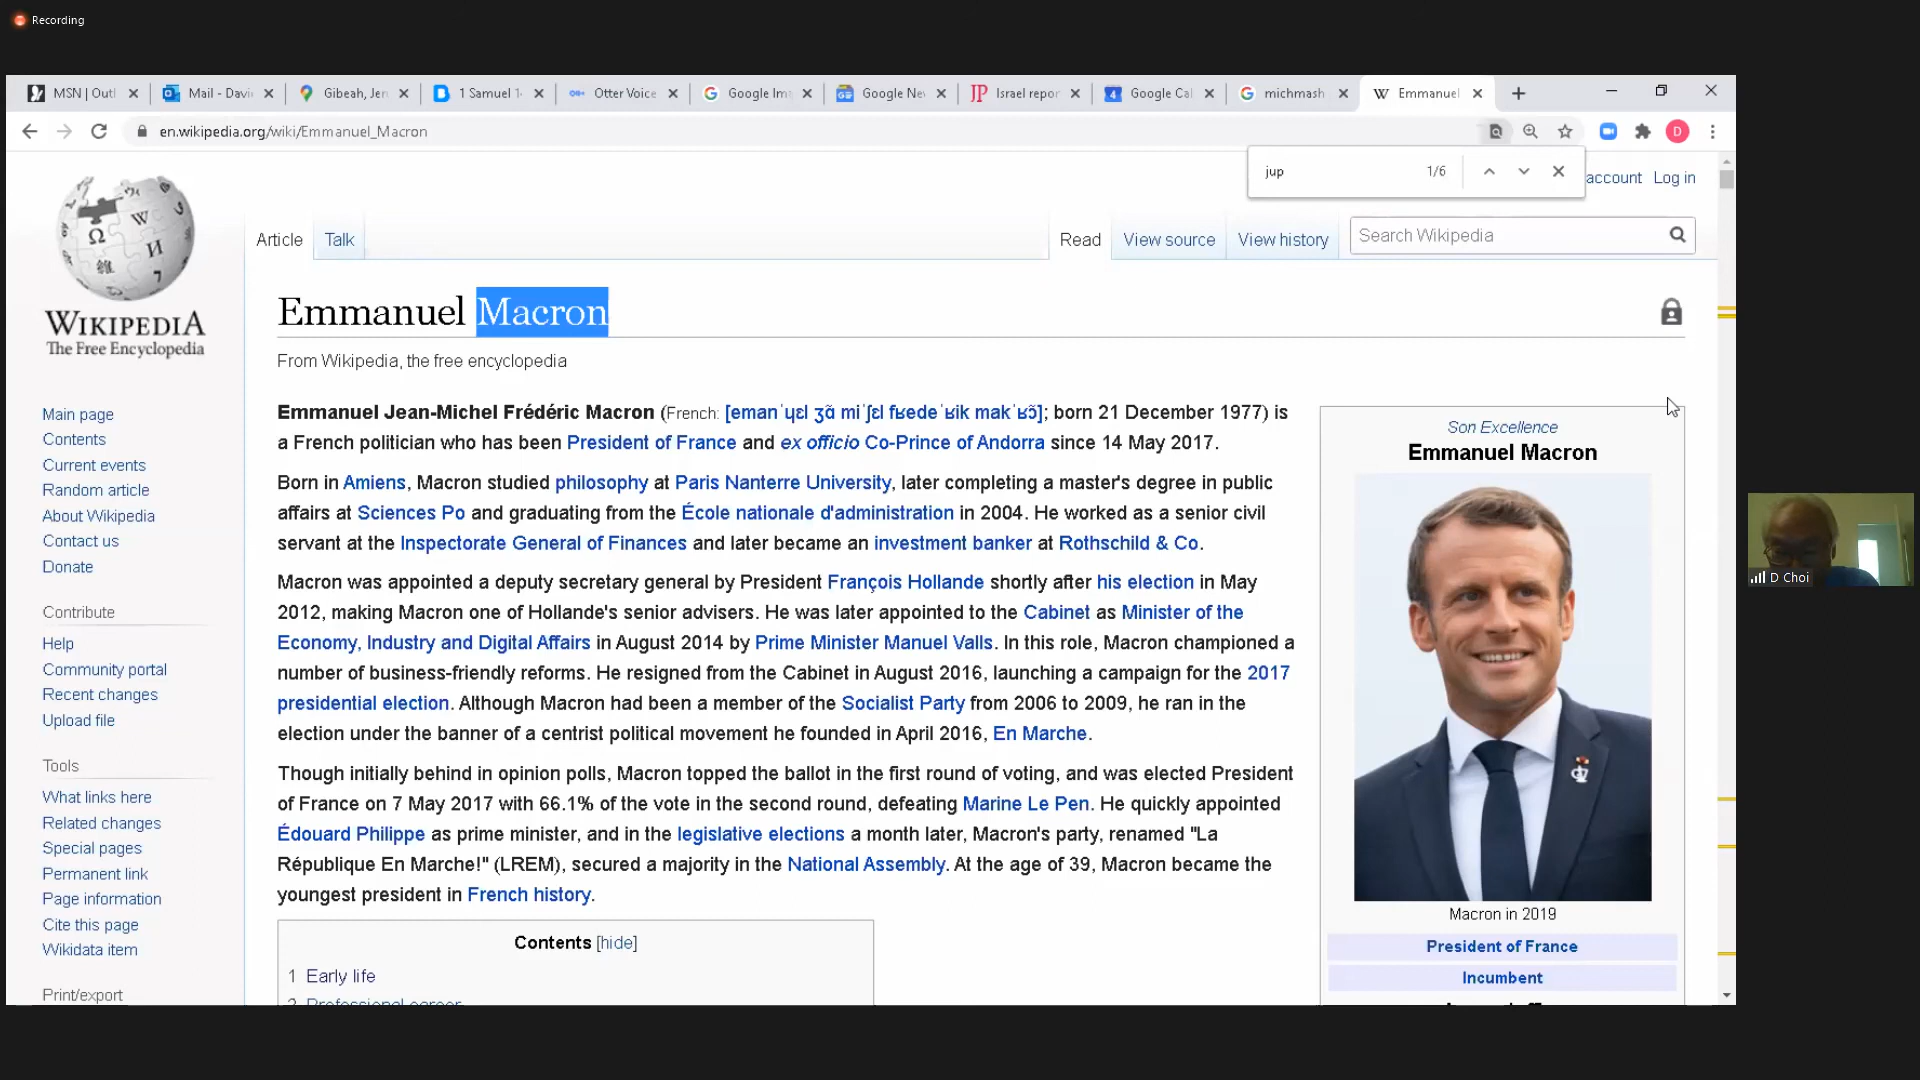 Recording
MSN | Outl
Mail - Davi
Gibeah, Jer
1 Samuel 1
Otter Voice
Google Im
Google Ne
Israel repor
Google Cal
michmash
Emmanuel
en.wikipedia.org/wiki/Emmanuel_Macron
D
jup 1/6
account Log in
WIKIPEDIA
The Free Encyclopedia
Article Talk Read View source View history Search Wikipedia
Emmanuel Macron
From Wikipedia, the free encyclopedia
Emmanuel Jean-Michel Frédéric Macron (French: [emanˈɥɛl ʒɑ̃ miˈʃɛl fʁedeˈʁik makˈʁɔ̃]; born 21 December 1977) is
a French politician who has been President of France and ex officio Co-Prince of Andorra since 14 May 2017.
Born in Amiens, Macron studied philosophy at Paris Nanterre University, later completing a master's degree in public
affairs at Sciences Po and graduating from the École nationale d'administration in 2004. He worked as a senior civil
servant at the Inspectorate General of Finances and later became an investment banker at Rothschild & Co.
Macron was appointed a deputy secretary general by President François Hollande shortly after his election in May
2012, making Macron one of Hollande's senior advisers. He was later appointed to the Cabinet as Minister of the
Economy, Industry and Digital Affairs in August 2014 by Prime Minister Manuel Valls. In this role, Macron championed a
number of business-friendly reforms. He resigned from the Cabinet in August 2016, launching a campaign for the 2017
presidential election. Although Macron had been a member of the Socialist Party from 2006 to 2009, he ran in the
election under the banner of a centrist political movement he founded in April 2016, En Marche.
Though initially behind in opinion polls, Macron topped the ballot in the first round of voting, and was elected President
of France on 7 May 2017 with 66.1% of the vote in the second round, defeating Marine Le Pen. He quickly appointed
Édouard Philippe as prime minister, and in the legislative elections a month later, Macron's party, renamed "La
République En Marche!" (LREM), secured a majority in the National Assembly. At the age of 39, Macron became the
youngest president in French history.
Contents [hide]
1 Early life
2 Professional career
Main page
Contents
Current events
Random article
About Wikipedia
Contact us
Donate
Contribute
Help
Community portal
Recent changes
Upload file
Tools
What links here
Related changes
Special pages
Permanent link
Page information
Cite this page
Wikidata item
Print/export
Son Excellence
Emmanuel Macron
Macron in 2019
President of France
Incumbent
D Choi